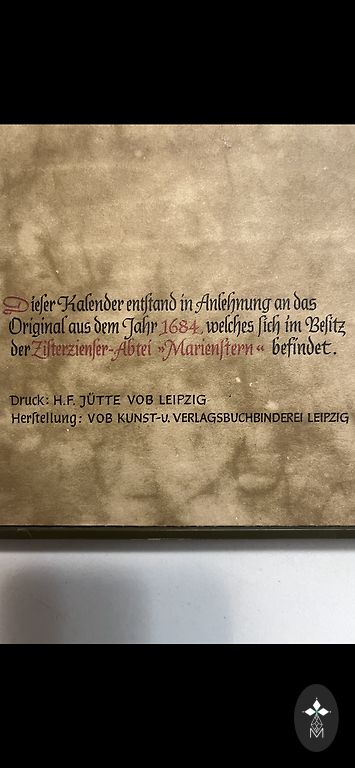 Dieſer Kalender entſtand in Anlehnung an das
Original aus dem Jahr 1684, welches ſich im Beſitz
der Ziſterzienſer-Abtei »Marienſtern« befindet.
Druck: H.F. JÜTTE VOB LEIPZIG
Herſtellung: VOB KUNST-U. VERLAGSBUCHBINDEREI LEIPZIG
M